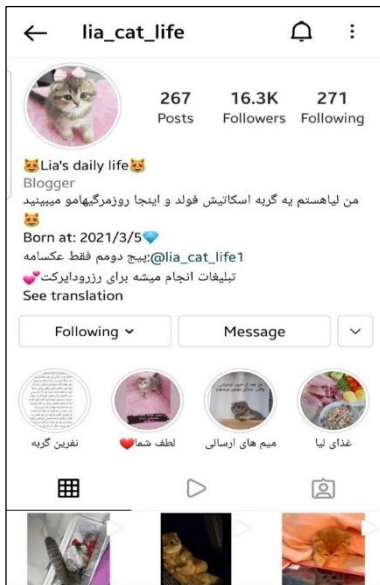 lia_cat_life
267 16.3K 271
Posts Followers Following
😻Lia's daily life😻
Blogger
من لیاهستم یه گربه اسکاتیش فولد و اینجا روزمرگیهامو میبینید
😻
Born at: 2021/3/5💎
پیج دومم فقط عکسامه:@lia_cat_life1
تبلیغات انجام میشه برای رزرودایرکت💕
See translation
Following Message
نفرین گربه لطف شما❤ میم های ارسالی غذای لیا